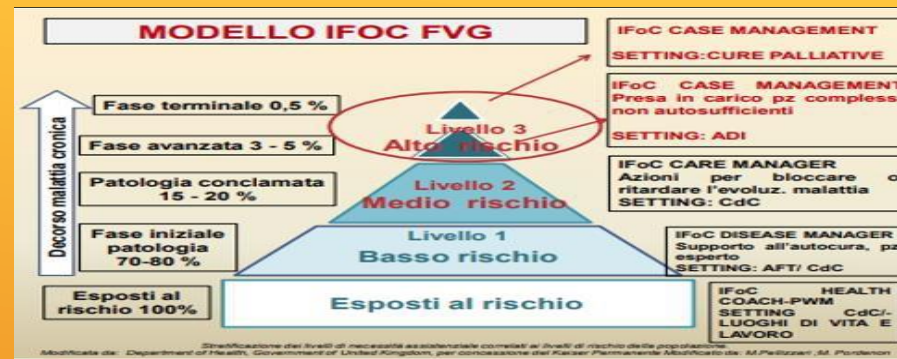 MODELLO IFOC FVG
IFoC CASE MANAGEMENT
SETTING:CURE PALLIATIVE
IFoC CASE MANAGEMENT
Presa in carico pz compless
non autosufficienti
SETTING: ADI
IFoC CARE MANAGER
Azioni per bloccare o
ritardare l'evoluz. malattia
SETTING: CdC
IFoC DISEASE MANAGER
Supporto all'autocura, pz
esperto
SETTING: AFT/ CdC
IFoC HEALTH
COACH-PWM
SETTING CdC/-
LUOGHI DI VITA E
LAVORO
Decorso malattia cronica
Fase terminale 0,5 %
Fase avanzata 3 - 5 %
Patologia conclamata
15 - 20 %
Fase iniziale
patologia
70-80 %
Esposti al
rischio 100%
Livello 3
Alto rischio
Livello 2
Medio rischio
Livello 1
Basso rischio
Esposti al rischio
Stratificazione dei livelli di necessità assistenziale correlati ai livelli di rischio della popolazione.
Modificata da: Department of Health, Government of United Kingdom, per concessione del Kaiser Permanente Modificato da: M.Pellizzari ,M. Pordenon